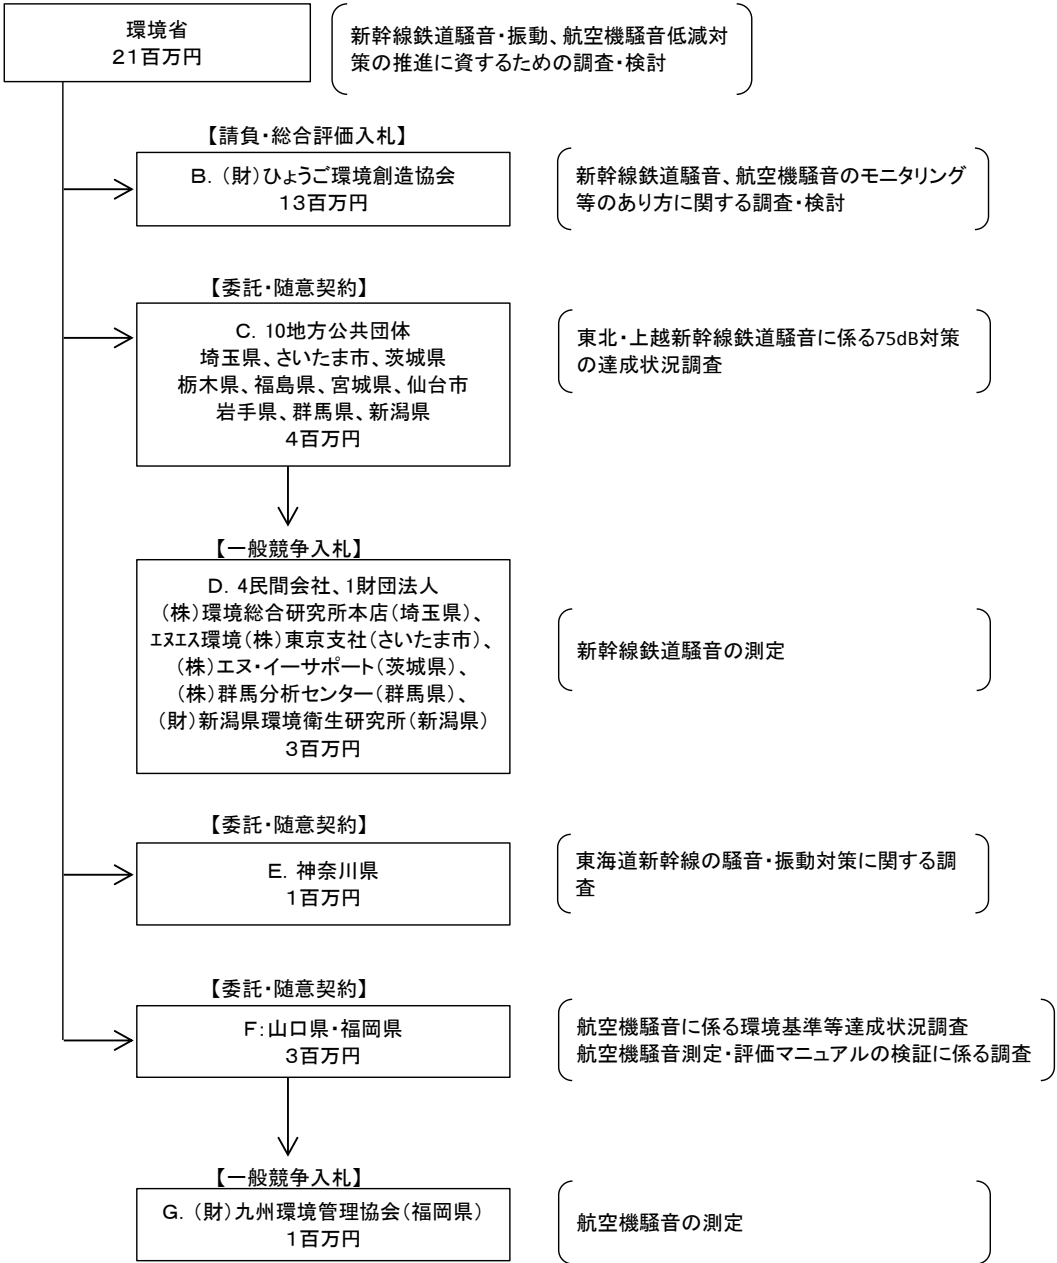 環境省
21百万円
新幹線鉄道騒音・振動、航空機騒音低減対
策の推進に資するための調査・検討
【請負・総合評価入札】
B. (財)ひょうご環境創造協会
13百万円
新幹線鉄道騒音、航空機騒音のモニタリング
等のあり方に関する調査・検討
【委託・随意契約】
C. 10地方公共団体
埼玉県、さいたま市、茨城県
栃木県、福島県、宮城県、仙台市
岩手県、群馬県、新潟県
4百万円
東北・上越新幹線鉄道騒音に係る75dB対策
の達成状況調査
【一般競争入札】
D. 4民間会社、1財団法人
(株)環境総合研究所本店(埼玉県)、
エヌエス環境(株)東京支社(さいたま市)、
(株)エヌ・イーサポート(茨城県)、
(株)群馬分析センター(群馬県)、
(財)新潟県環境衛生研究所(新潟県)
3百万円
新幹線鉄道騒音の測定
【委託・随意契約】
E. 神奈川県
1百万円
東海道新幹線の騒音・振動対策に関する調
査
【委託・随意契約】
F:山口県・福岡県
3百万円
航空機騒音に係る環境基準等達成状況調査
航空機騒音測定・評価マニュアルの検証に係る調査
【一般競争入札】
G. (財)九州環境管理協会(福岡県)
1百万円
航空機騒音の測定